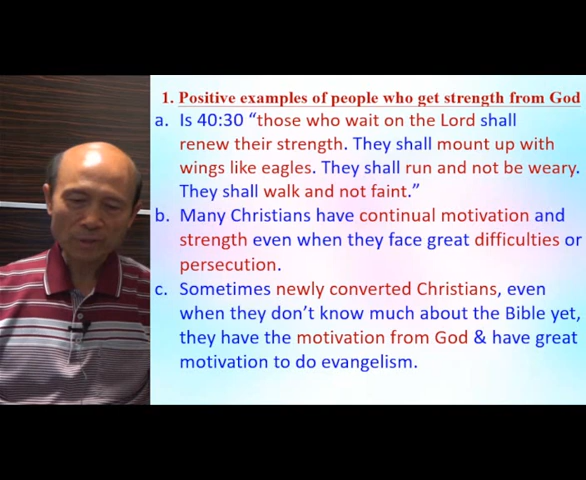 1. Positive examples of people who get strength from God
a. Is 40:30 “those who wait on the Lord shall
renew their strength. They shall mount up with
wings like eagles. They shall run and not be weary.
They shall walk and not faint.”
b. Many Christians have continual motivation and
strength even when they face great difficulties or
persecution.
c. Sometimes newly converted Christians, even
when they don’t know much about the Bible yet,
they have the motivation from God & have great
motivation to do evangelism.